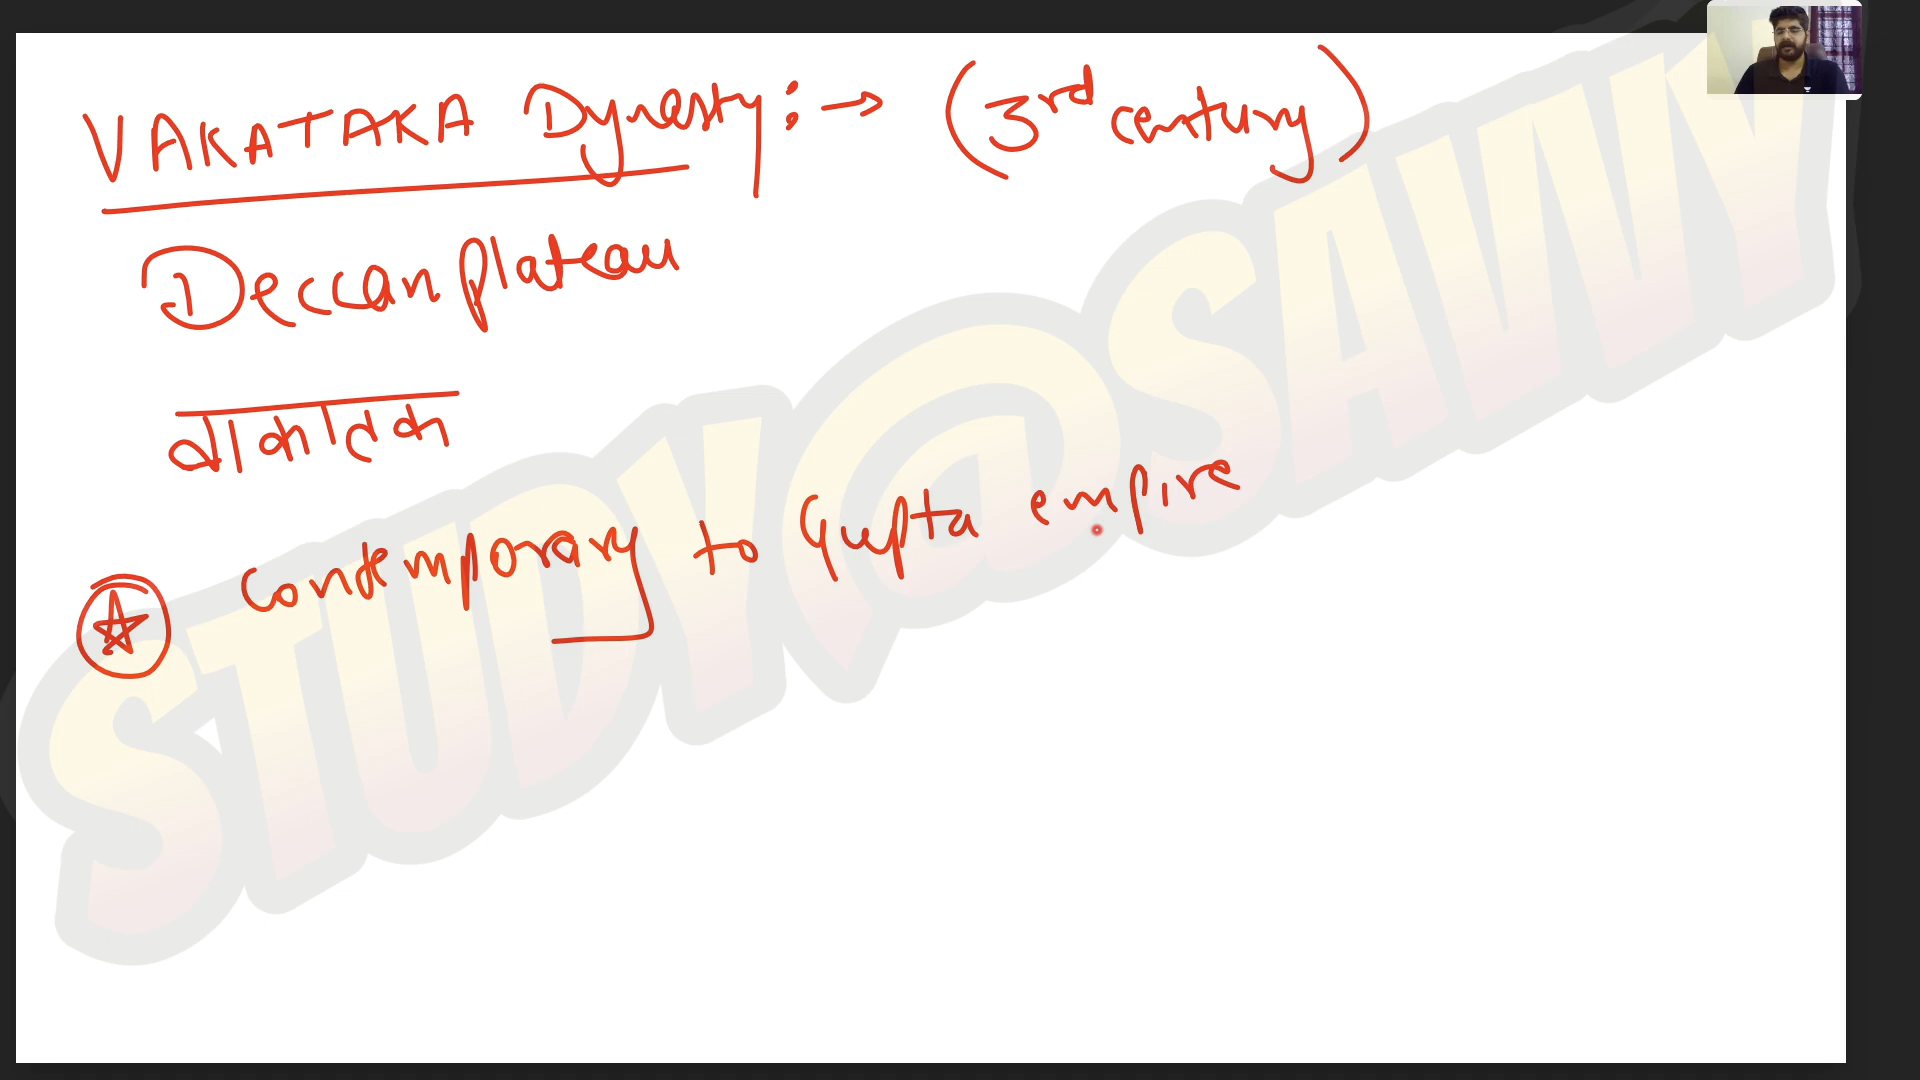 VAKATAKA Dynasty :→ (3rd century)
Deccan plateau
वाकाटक
Contemporary to Gupta empire
STUDY@SAVVY